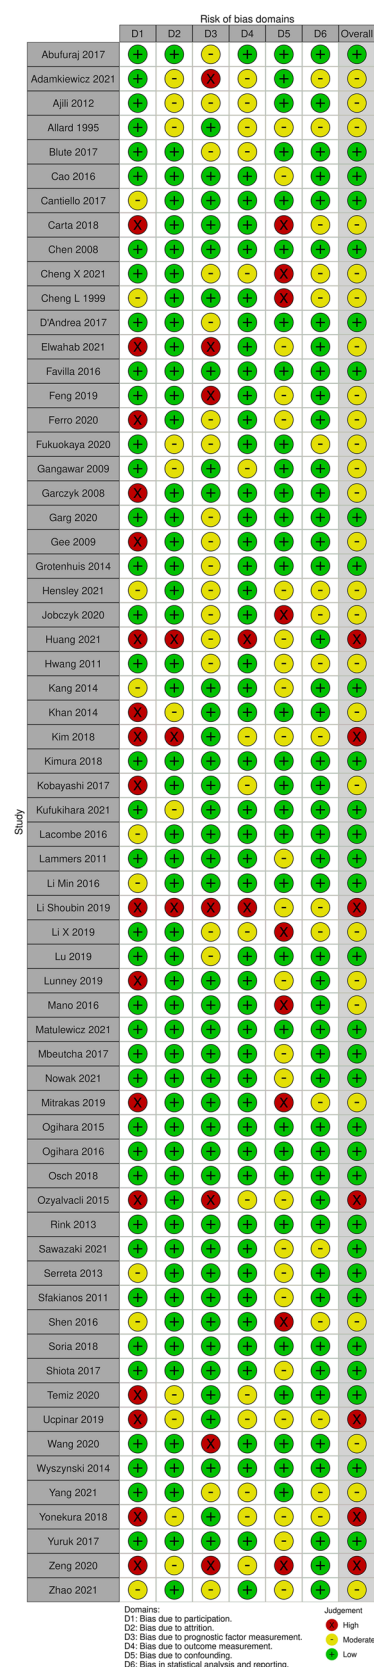 Risk of bias domains
D1 D2 D3 D4 D5 D6 Overall
Study
Abufuraj 2017 + + - + + + +
Adamkiewicz 2021 + - X - + - -
Ajili 2012 + - - - + + -
Allard 1995 + - + - - - -
Blute 2017 + + - - + + +
Cao 2016 + + + + - + +
Cantiello 2017 - + + + + + +
Carta 2018 X + + + X - -
Chen 2008 + + + + + + +
Cheng X 2021 + + - - X - -
Cheng L 1999 - + + + X - -
D'Andrea 2017 + + - + + + +
Elwahab 2021 X + X + - + -
Favilla 2016 + + + + + + +
Feng 2019 + + X + - + -
Ferro 2020 X + - + - + -
Fukuokaya 2020 + - - + + - -
Gangawar 2009 + - + - + + -
Garczyk 2008 X + + + + + -
Garg 2020 + + - + + + +
Gee 2009 X + - + + + -
Grotenhuis 2014 + + + + + + +
Hensley 2021 - + - + - - -
Jobczyk 2020 + + - + X - -
Huang 2021 X X - X - + X
Hwang 2011 + + - + - - -
Kang 2014 - + + + - + +
Khan 2014 X - + + + + -
Kim 2018 X X + - - - X
Kimura 2018 + + + + + + +
Kobayashi 2017 X + + - + + -
Kufukihara 2021 + - + + + + +
Lacombe 2016 - + + + + + +
Lammers 2011 + + + + - + +
Li Min 2016 - + + + + + +
Li Shoubin 2019 X X X X - - X
Li X 2019 + + - - X - -
Lu 2019 + + - + + + +
Lunney 2019 X + + + - + -
Mano 2016 + + + + X + -
Matulewicz 2021 + + + + + + +
Mbeutcha 2017 + + + + - + +
Nowak 2021 + + + + - + +
Mitrakas 2019 X + + + X - -
Ogihara 2015 + + + + + + +
Ogihara 2016 + + + + + + +
Osch 2018 + + + + + + +
Ozyalvacli 2015 X + X - - + X
Rink 2013 + + + + + + +
Sawazaki 2021 + + + + - - +
Serreta 2013 - + + + - + +
Sfakianos 2011 + + + + - + +
Shen 2016 - + + + X - -
Soria 2018 + + + + + + +
Shiota 2017 + + + + - + +
Temiz 2020 X - + - + + -
Ucpinar 2019 X - + - - - X
Wang 2020 + + X + + + -
Wyszynski 2014 + + + + + + +
Yang 2021 + + - - + - -
Yonekura 2018 X - + - - - X
Yuruk 2017 + + + + - + +
Zeng 2020 X - X - X + X
Zhao 2021 - + - + - + -
Domains:
D1: Bias due to participation.
D2: Bias due to attrition.
D3: Bias due to prognostic factor measurement.
D4: Bias due to outcome measurement.
D5: Bias due to confounding.
D6: Bias in statistical analysis and reporting.
Judgement
X High
- Moderate
+ Low